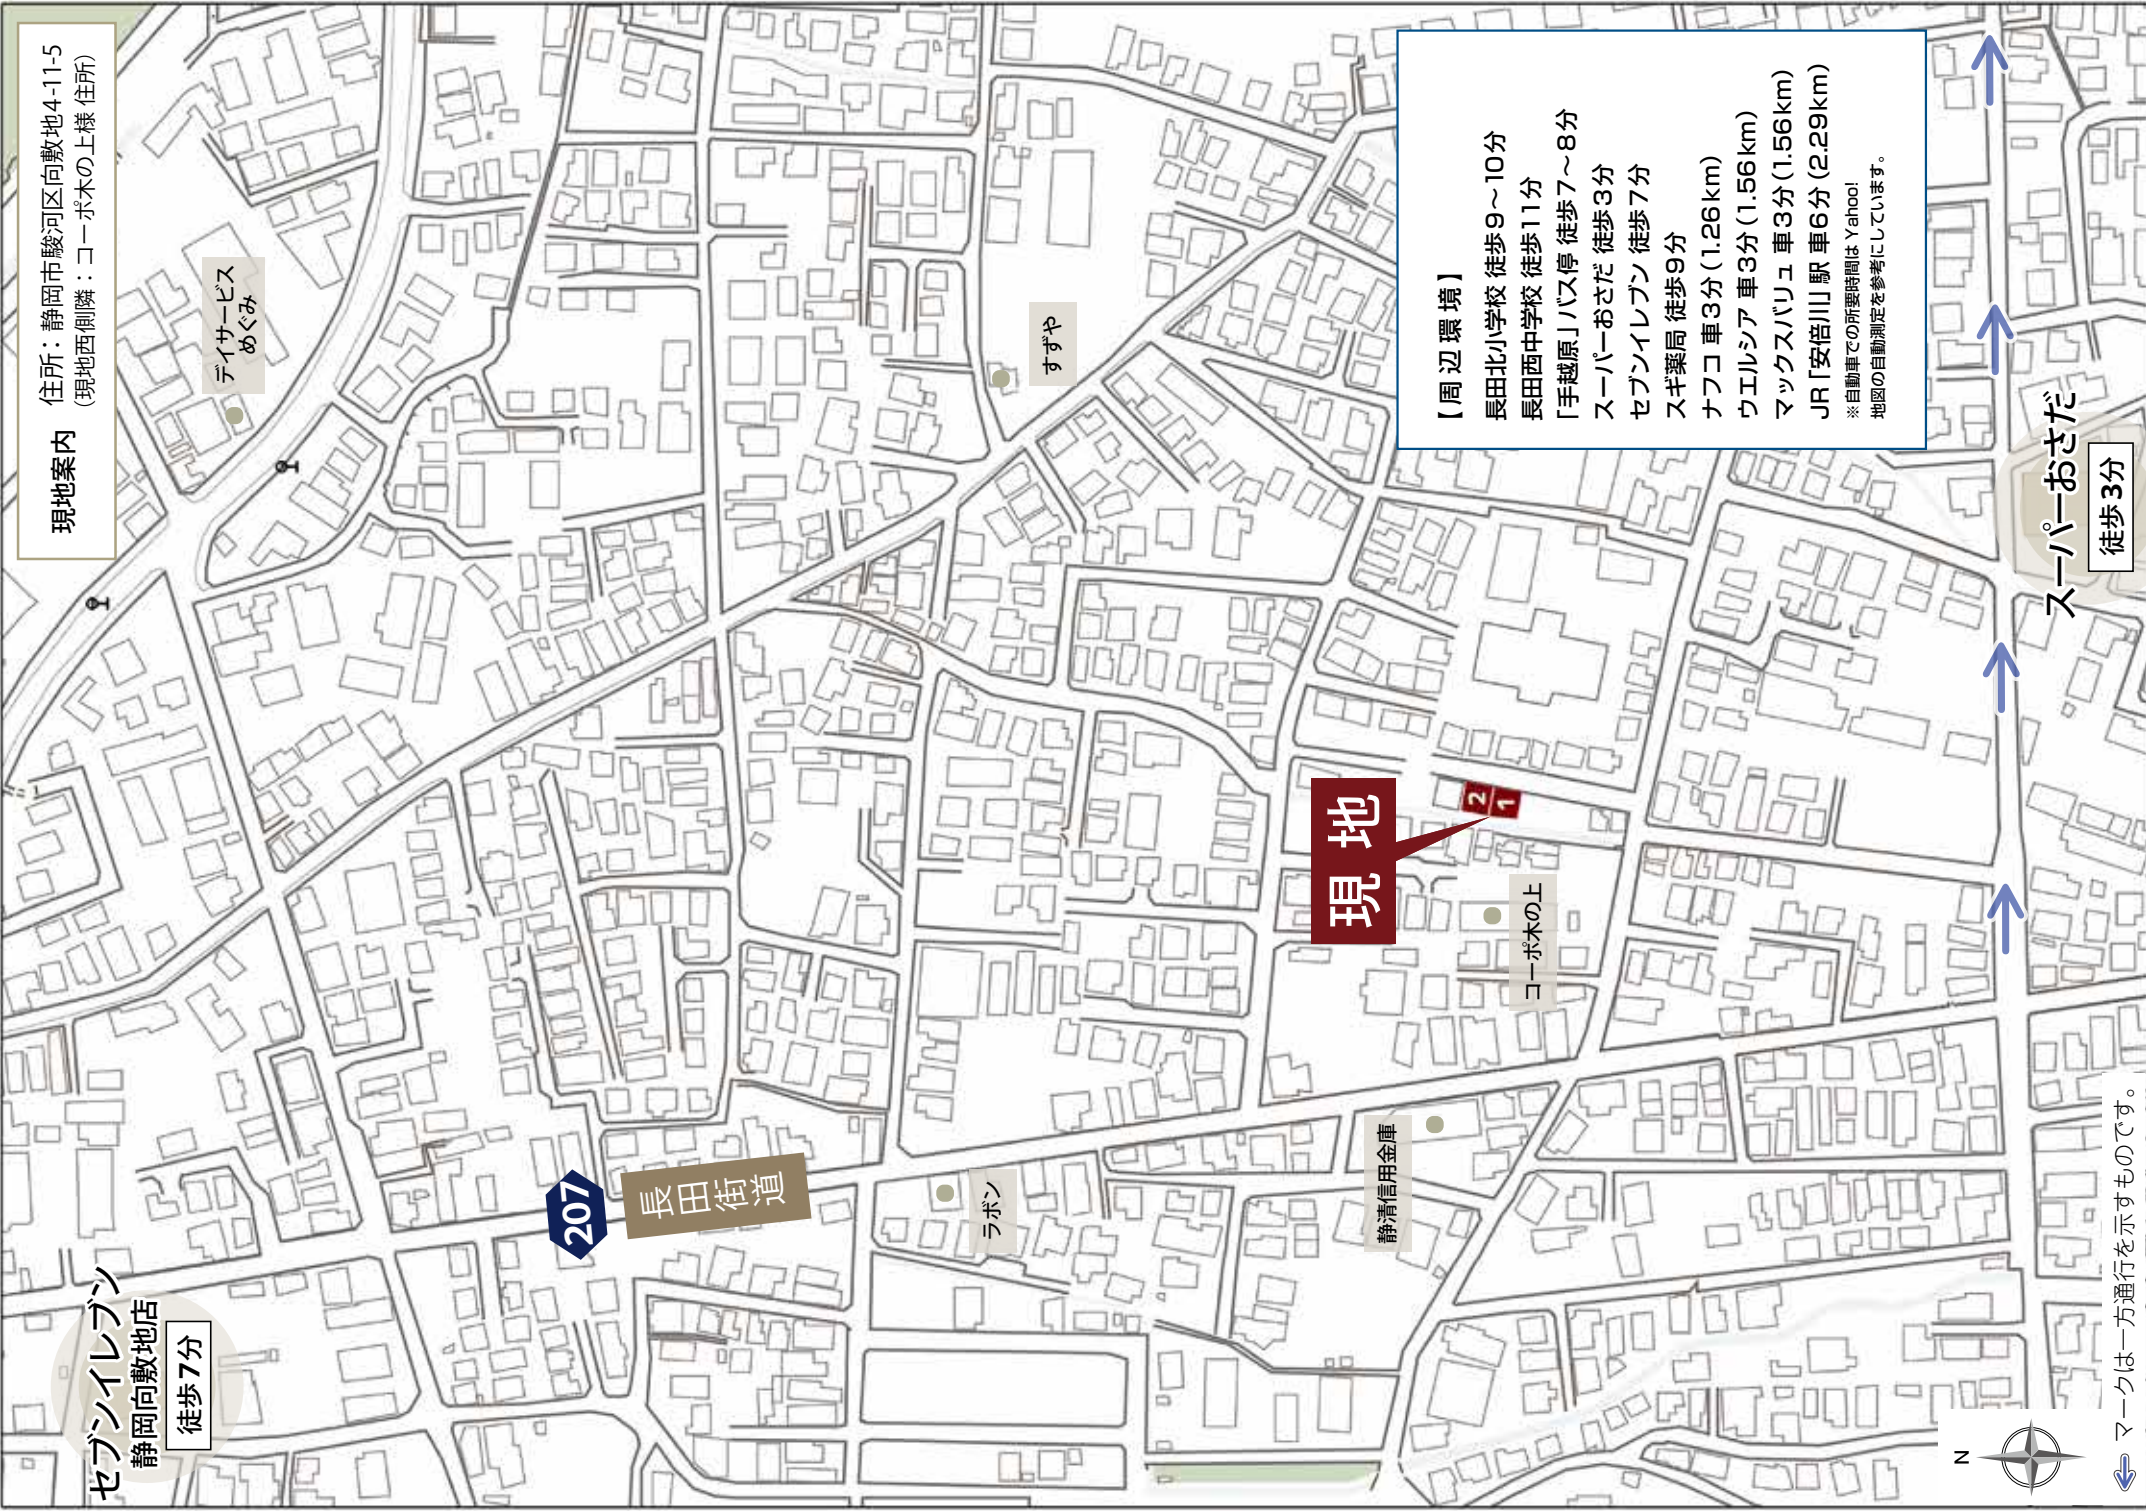 現地案内 住所：静岡市駿河区向敷地4-11-5
(現地西側隣：コーポ木の上様 住所)
デイサービス
めぐみ
すずや
【 周 辺 環 境 】
長田北小学校 徒歩9～10分
長田西中学校 徒歩11分
「手越原」バス停 徒歩7～8分
スーパーおさだ 徒歩3分
セブンイレブン 徒歩7分
スギ薬局 徒歩9分
ナフコ 車3分(1.26km)
ウエルシア 車3分(1.56km)
マックスバリュ 車3分(1.56km)
JR「安倍川」駅 車6分(2.29km)
※自動車での所要時間は Yahoo!
地図の自動測定を参考にしています。
スーパーおさだ
徒歩3分
現 地
2
1
コーポ木の上
セブンイレブン
静岡向敷地店
徒歩7分
207
長田
街道
ラボン
静清信用金庫
N
⇐ マークは一方通行を示すものです。